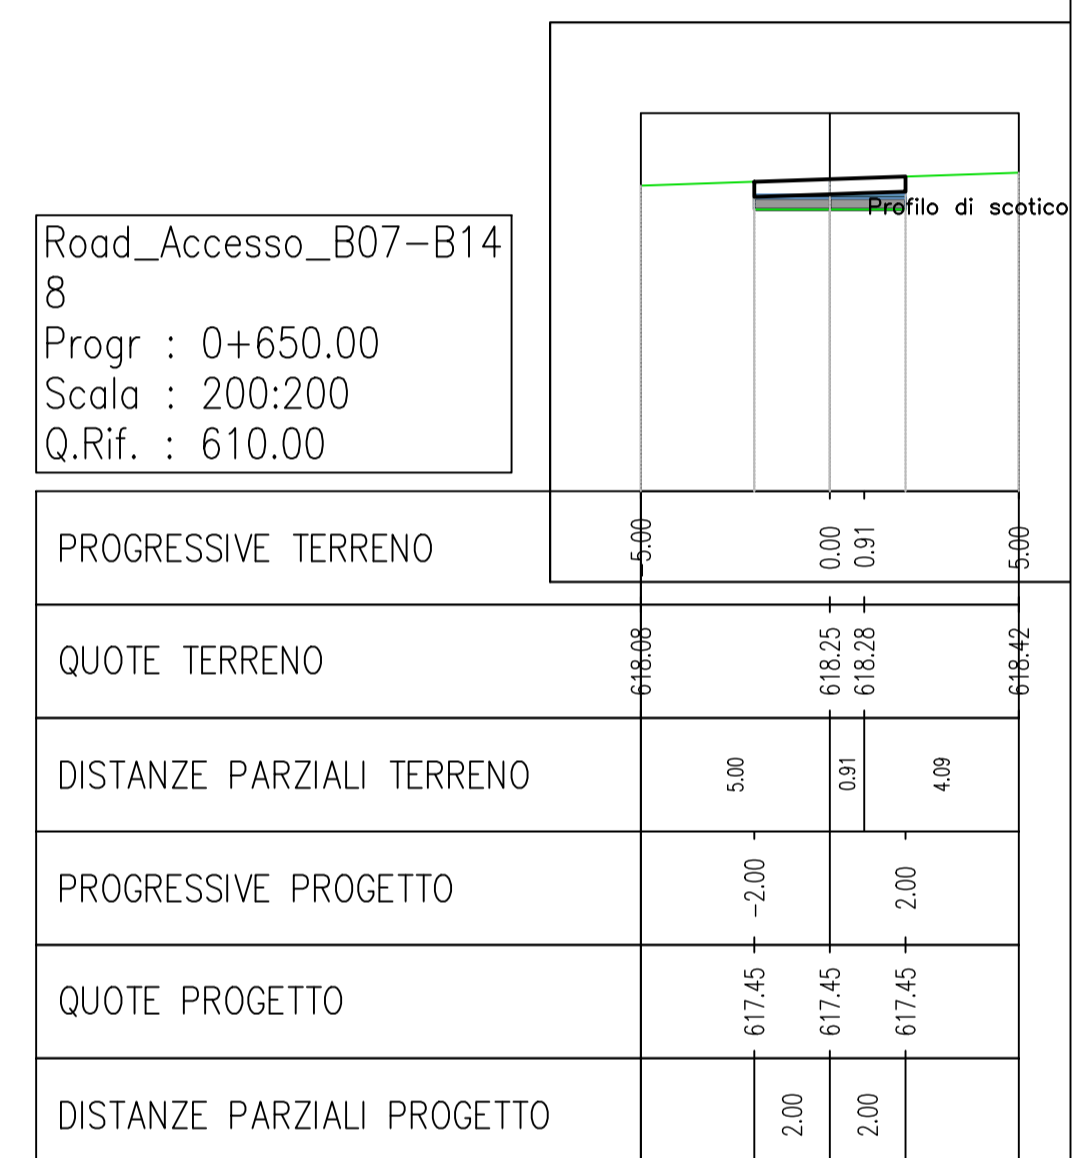 Profilo di scotico
Road_Accesso_B07-B14
8
Progr : 0+650.00
Scala : 200:200
Q.Rif. : 610.00
PROGRESSIVE TERRENO -5.00 0.00 0.91 5.00
QUOTE TERRENO 618.08 618.25 618.28 618.42
DISTANZE PARZIALI TERRENO 5.00 0.91 4.09
PROGRESSIVE PROGETTO -2.00 2.00
QUOTE PROGETTO 617.45 617.45 617.45
DISTANZE PARZIALI PROGETTO 2.00 2.00